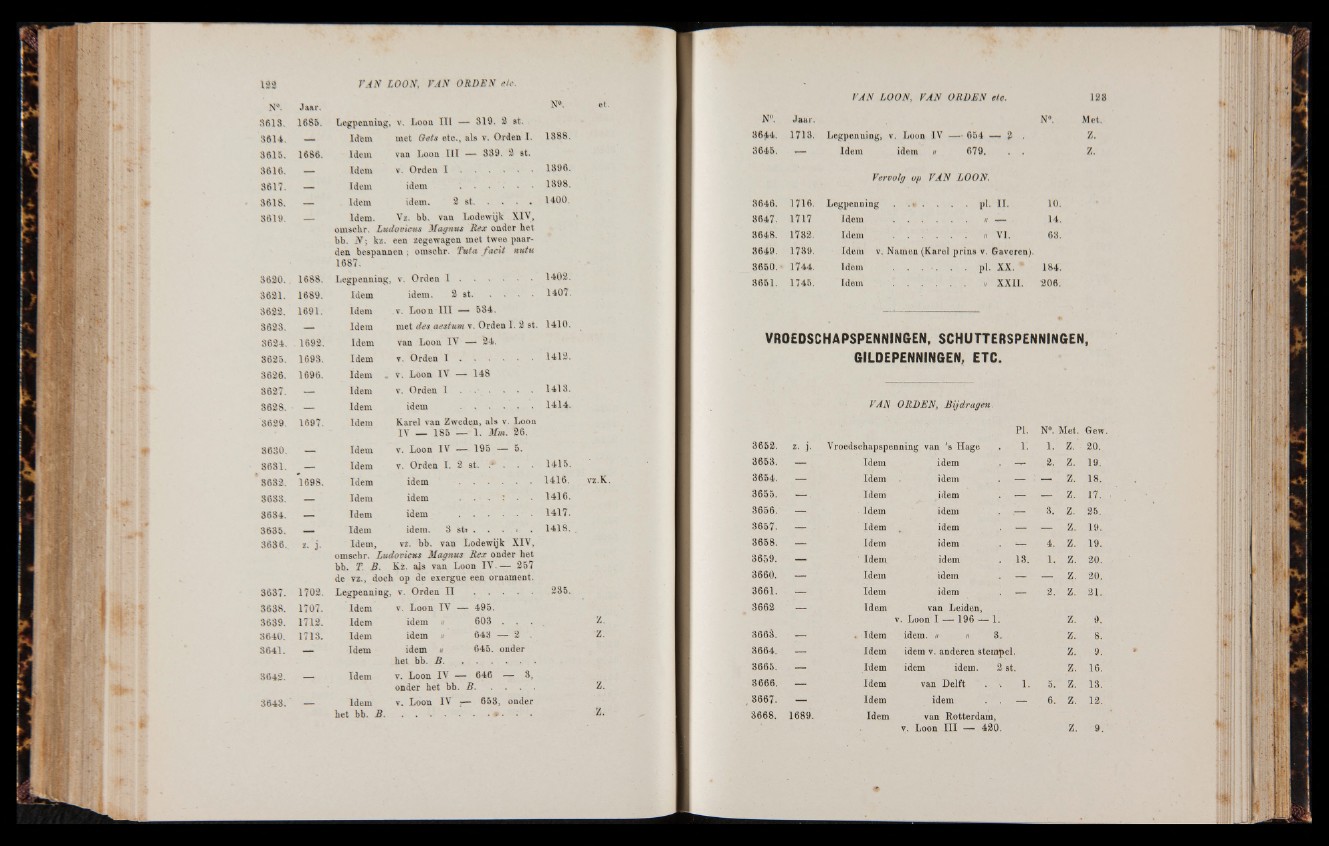 122 VAN LOON, VAN ORDEN etc.
N°. Jaar. N°. et.
3613. 1685. Legpenning, v. Loon III — 319. 2 st.
3614. — Idem met Gets etc., als v. Orden I. 1388.
3615. 1686. Idem van Loon III — 339. 2 st.
3616. — Idem v. Orden I . . . . . . 1396.
3617. — Idem idem . . . . . . 1398.
3618. — Idem idem. 2 st. . . . . 1400.
3619. — Idem. Vz. bb. van Lodewijk XIV,
omschr. Ludovicus Magnus Rex onder het
bb. N; kz. een zegewagen met twee paar-
den bespannen; omschr. Tuta facit nutu
1687.
3620. 1688. Legpenning, v. Orden I . . . . . . 1402.
3621. 1689. Idem idem. 2 st. . . . . 1407.
3622. 1691. Idem v. Loon III — 534.
3623. — Idem met des aestum v. Orden I. 2 st. 1410.
3624. 1692. Idem van Loon IV — 24.
3625. 1693. Idem v. Orden I . . . . . . 1412.
3626. 1696. Idem v. Loon IV — 148
3627. — Idem v. Orden I . . . . . . 1413.
3628. — Idem idem . . . . . . 1414.
3629. 1697. Idem Karel van Zweden, als v. Loon
IV — 185 — 1. Mm. 26.
3630. — Idem v. Loon IV — 195 — 5.
3631. — Idem v. Orden I. 2 st. . . . . 1415.
3632. 1698. Idem idem . . . . . . 1416. vz.K.
3633. — Idem idem . . . . . . 1416.
3634. — Idem idem . . . . . . 1417.
3635. — Idem idem. 3 st. . . . . . 1418.
3636. z. j. Idem, vz. bb. van Lodewijk XIV,
omschr. Ludovicus Magnus Rex onder het
bb. T. B. Kz. als van Loon IV — 257
de vz., doch op de exergue een ornament.
3637. 1702. Legpenning, v. Orden II . . . . . 235.
3638. 1707. Idem v. Loon IV — 495.
3639. 1712. Idem idem » 603 . . . Z.
3640. 1713. Idem idem » 643 — 2 . Z.
3641. — Idem idem » 645. onder
het bb. B. . . . . . .
3642. — Idem v. Loon IV — 646 — 3,
onder het bb. B. . . . . Z.
3643. — Idem v. Loon IV — 653, onder
het bb. B. . . . . . . . . . . Z.
VAN LOON, VAN ORDEN etc. 123
N°. Jaar. N°. Met.
3644. 1713. Legpenning, v. Loon IV — 654 — 2 . Z.
3645. — Idem idem » 679. . . Z.
Vervolg op VAN LOON.
3646. 1716. Legpenning . . . . . . pl. II. 10.
3647. 1717 Idem . . . . . . » — 14.
3648. 1732. Idem . . . . . . » VI. 63.
3649. 1739. Idem v. Namen (Karel prins v. Gaveren).
3650. 1744. Idem . . . . . . pl. XX. 184.
3651. 1745. Idem . . . . . . » XXII. 206.
VROEDSCHAPSPENNINGEN, SCHUTTERSPENNINGEN,
GILDEPENNINGEN, ETC.
VAN ORDEN, Bijdragen
Pl. N°. Met. Gew.
3652. z. j. Vroedschapspenning van 's Hage . 1. 1. Z. 20.
3653. — Idem idem . — 2. Z. 19.
3654. — Idem idem . — — Z. 18.
3655. — Idem idem . — — Z. 17.
3656. — Idem idem . — 3. Z. 25.
3657. — Idem idem . — — Z. 19.
3658. — Idem idem . — 4. Z. 19.
3659. — Idem idem . 13. 1. Z. 20.
3660. — Idem idem . — — Z. 20.
3661. — Idem idem . — 2. Z. 21.
3662 — Idem van Leiden,
v. Loon I — 196 — 1. Z. 9.
3663. — Idem idem. » » 3. Z. 8.
3664. — Idem idem v. anderen stempel. Z. 9.
3665. — Idem idem idem. 2 st. Z. 16.
3666. — Idem van Delft . . 1. 5. Z. 13.
3667. — Idem idem . . — 6. Z. 12.
3668. 1689. Idem van Rotterdam,
v. Loon III — 420. Z. 9.